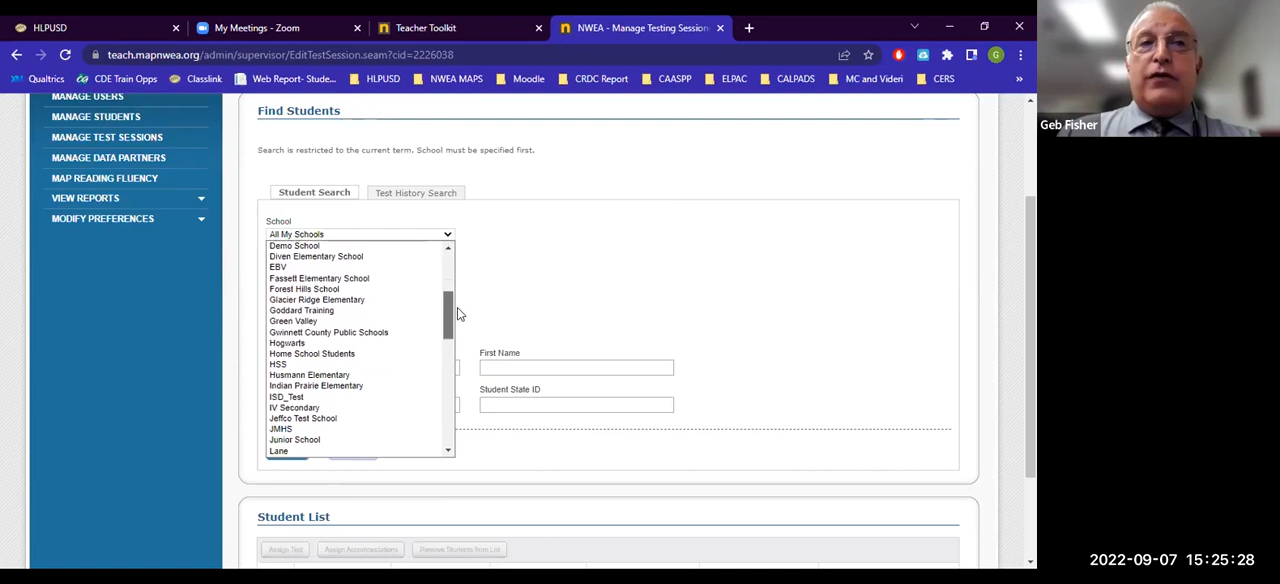 HLPUSD
My Meetings - Zoom
Teacher Toolkit
NWEA - Manage Testing Session
teach.mapnwea.org/admin/supervisor/EditTestSession.seam?cid=2226038
G
Qualtrics
CDE Train Opps
Classlink
Web Report- Stude...
HLPUSD
NWEA MAPS
Moodle
CRDC Report
CAASPP
ELPAC
CALPADS
MC and Videri
CERS
»
MANAGE USERS
MANAGE STUDENTS
MANAGE TEST SESSIONS
MANAGE DATA PARTNERS
MAP READING FLUENCY
VIEW REPORTS
MODIFY PREFERENCES
Find Students
Search is restricted to the current term. School must be specified first.
Student Search
Test History Search
School
All My Schools
Demo School
Diven Elementary School
EBV
Fassett Elementary School
Forest Hills School
Glacier Ridge Elementary
Goddard Training
Green Valley
Gwinnett County Public Schools
Hogwarts
Home School Students
HSS
Husmann Elementary
Indian Prairie Elementary
ISD_Test
IV Secondary
Jeffco Test School
JMHS
Junior School
Lane
First Name
Student State ID
Student List
Assign Test
Assign Accommodations
Remove Students from List
Geb Fisher
2022-09-07 15:25:28